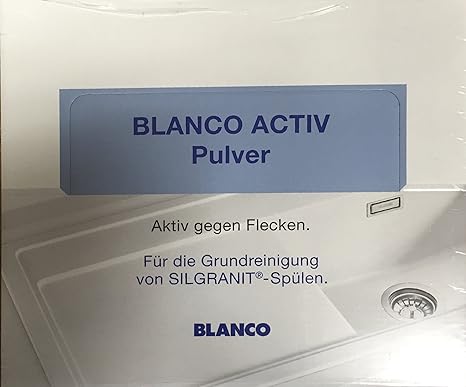 BLANCO ACTIV
Pulver
Aktiv gegen Flecken.
Für die Grundreinigung
von SILGRANIT®-Spülen.
BLANCO